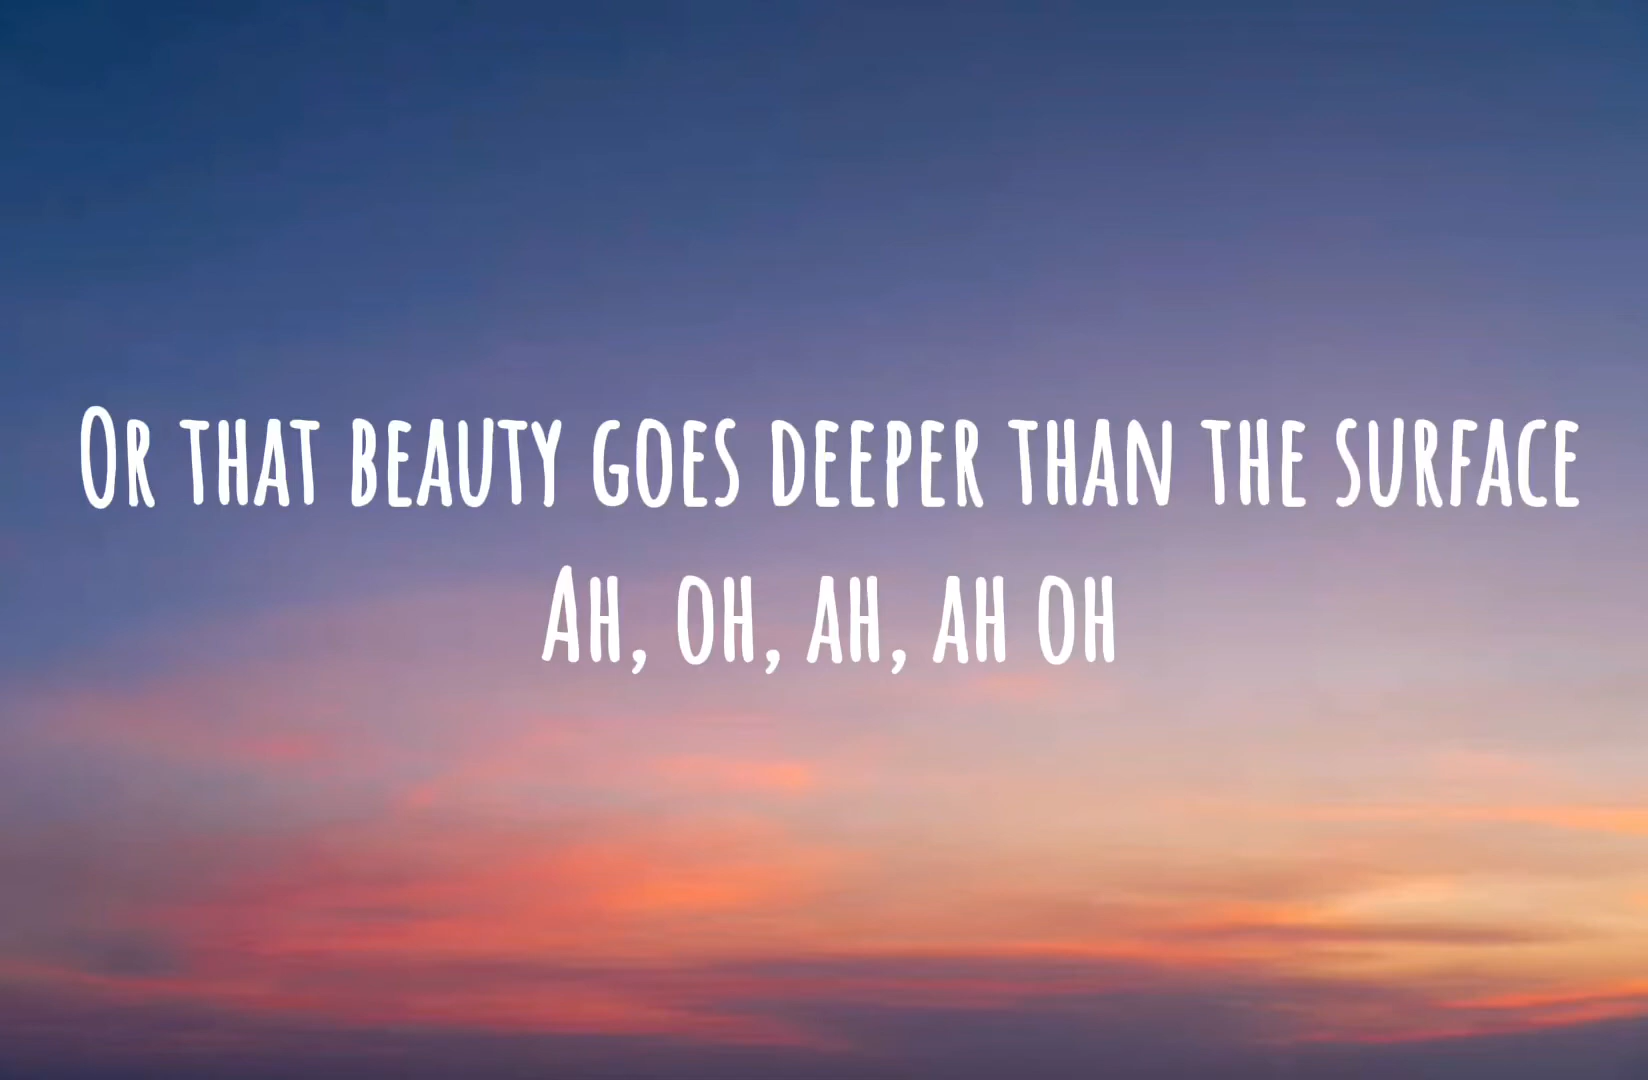 Or that beauty goes deeper than the surface
Ah, oh, ah, ah oh